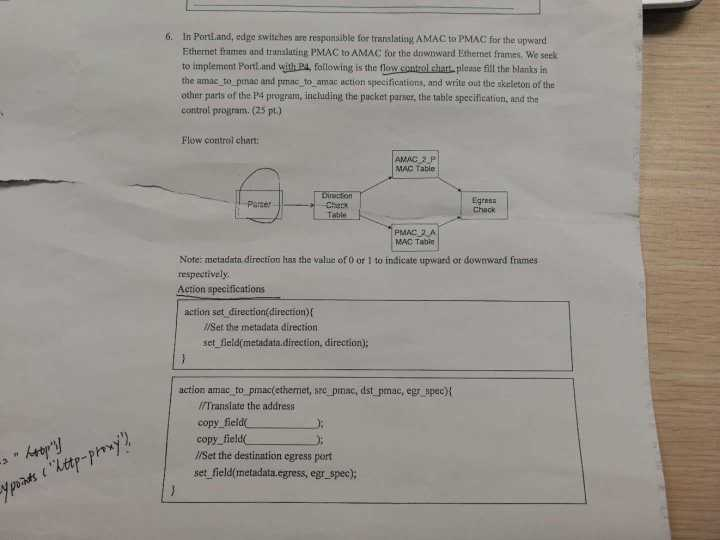 6. In PortLand, edge switches are responsible for translating AMAC to PMAC for the upward
Ethernet frames and translating PMAC to AMAC for the downward Ethernet frames. We seek
to implement PortLand with P4, following is the flow control chart, please fill the blanks in
the amac_to_pmac and pmac_to_amac action specifications, and write out the skeleton of the
other parts of the P4 program, including the packet parser, the table specification, and the
control program. (25 pt.)
Flow control chart:
AMAC_2_P
MAC Table
Parser
Direction
Check
Table
Egress
Check
PMAC_2_A
MAC Table
Note: metadata.direction has the value of 0 or 1 to indicate upward or downward frames
respectively.
Action specifications
action set_direction(direction){
//Set the metadata direction
set_field(metadata.direction, direction);
}
action amac_to_pmac(ethernet, src_pmac, dst_pmac, egr_spec){
//Translate the address
copy_field(____________);
copy_field(____________);
//Set the destination egress port
set_field(metadata.egress, egr_spec);
}
("http-proxy"),